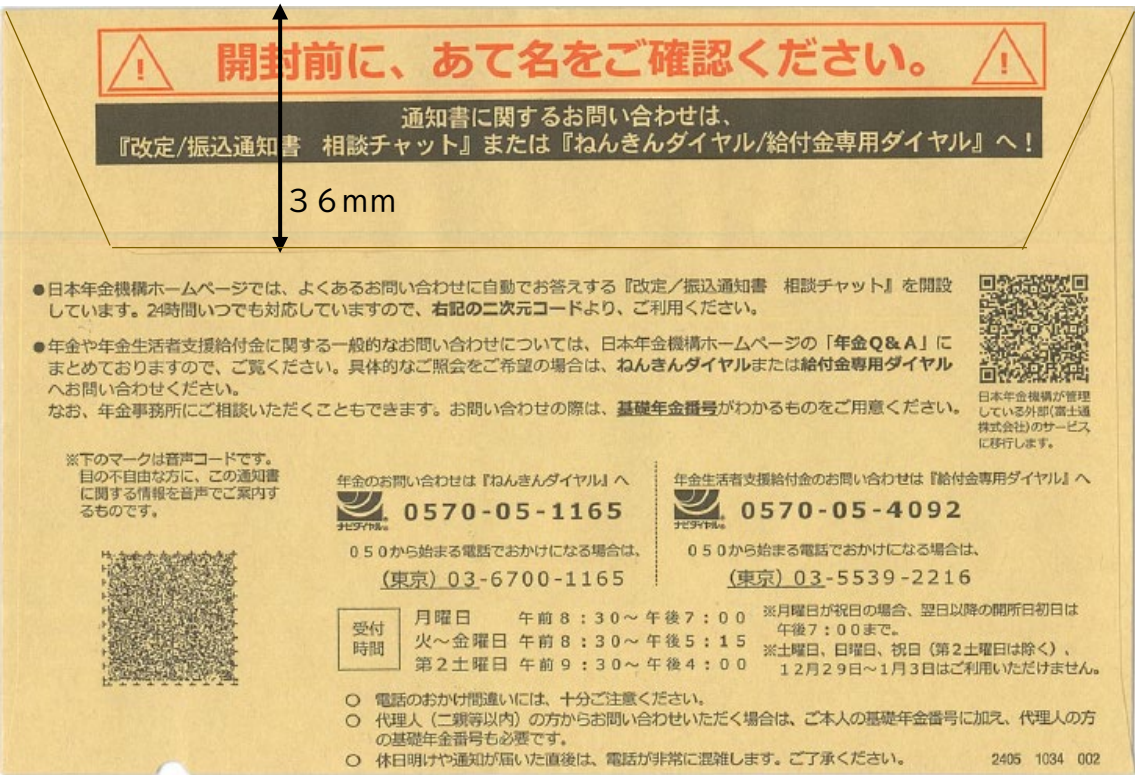 開封前に、あて名をご確認ください。
通知書に関するお問い合わせは、
『改定/振込通知書　相談チャット』または『ねんきんダイヤル/給付金専用ダイヤル』へ！
３６mm
●日本年金機構ホームページでは、よくあるお問い合わせに自動でお答えする『改定／振込通知書　相談チャット』を開設
しています。24時間いつでも対応していますので、右記の二次元コードより、ご利用ください。
●年金や年金生活者支援給付金に関する一般的なお問い合わせについては、日本年金機構ホームページの「年金Ｑ＆Ａ」に
まとめておりますので、ご覧ください。具体的なご照会をご希望の場合は、ねんきんダイヤルまたは給付金専用ダイヤル
へお問い合わせください。
なお、年金事務所にご相談いただくこともできます。お問い合わせの際は、基礎年金番号がわかるものをご用意ください。
日本年金機構が管理
している外部(富士通
株式会社)のサービス
に移行します。
※下のマークは音声コードです。
目の不自由な方に、この通知書
に関する情報を音声でご案内す
るものです。
年金のお問い合わせは『ねんきんダイヤル』へ
ナビダイヤル®
0570-05-1165
０５０から始まる電話でおかけになる場合は、
（東京）03-6700-1165
年金生活者支援給付金のお問い合わせは『給付金専用ダイヤル』へ
ナビダイヤル®
0570-05-4092
０５０から始まる電話でおかけになる場合は、
（東京）03-5539-2216
受付
時間
月曜日　午前８：３０～午後７：００
火～金曜日　午前８：３０～午後５：１５
第２土曜日　午前９：３０～午後４：００
※月曜日が祝日の場合、翌日以降の開所日初日は
午後７：００まで。
※土曜日、日曜日、祝日（第２土曜日は除く）、
１２月２９日～１月３日はご利用いただけません。
○　電話のおかけ間違いには、十分ご注意ください。
○　代理人（二親等以内）の方からお問い合わせいただく場合は、ご本人の基礎年金番号に加え、代理人の方
の基礎年金番号も必要です。
○　休日明けや通知が届いた直後は、電話が非常に混雑します。ご了承ください。
2405　1034　002